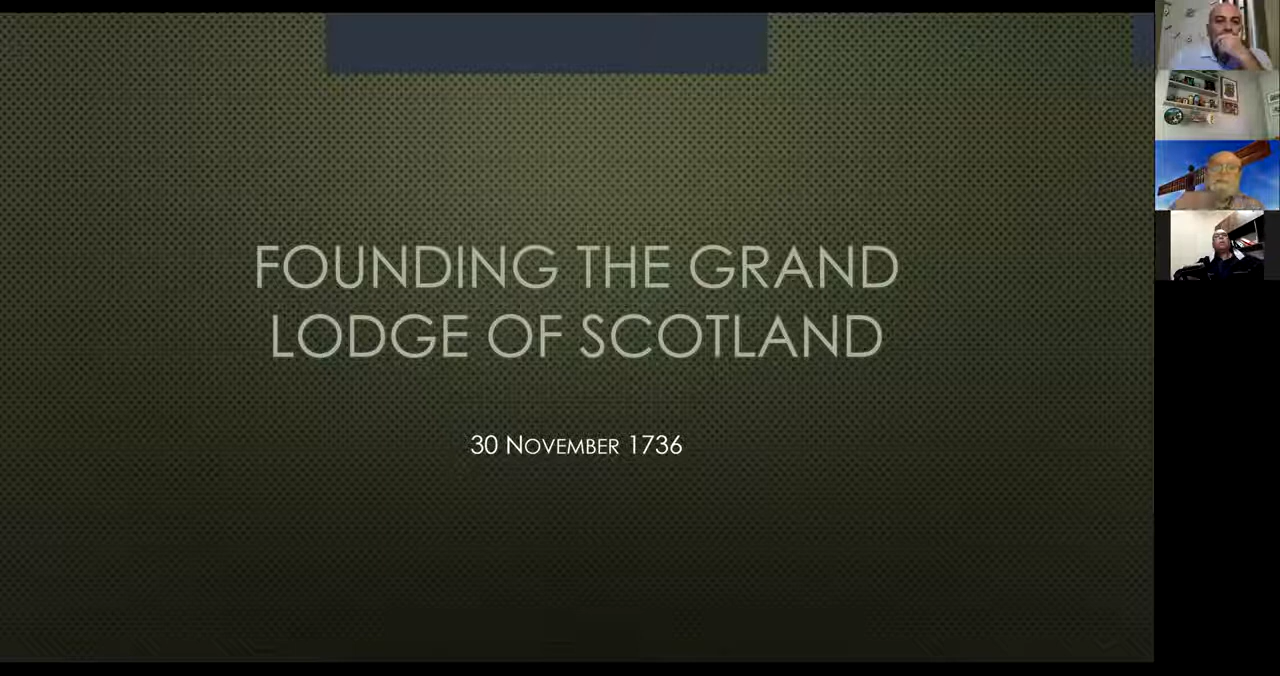 FOUNDING THE GRAND
LODGE OF SCOTLAND
30 NOVEMBER 1736